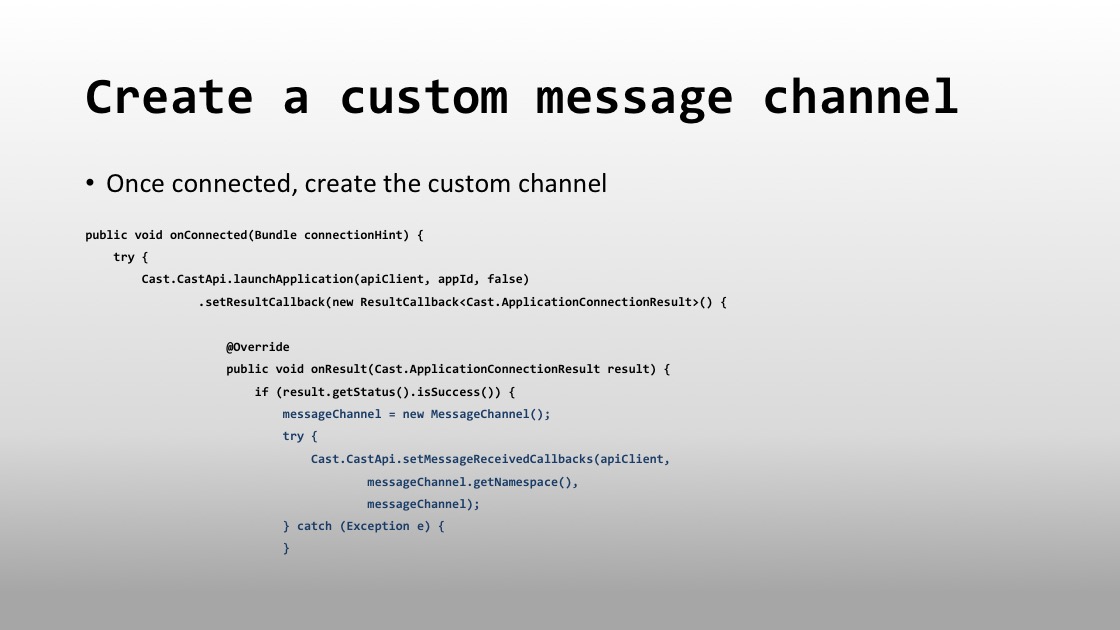 Create a custom message channel
• Once connected, create the custom channel
public void onConnected(Bundle connectionHint) {
    try {
        Cast.CastApi.launchApplication(apiClient, appId, false)
                .setResultCallback(new ResultCallback<Cast.ApplicationConnectionResult>() {
                    @Override
                    public void onResult(Cast.ApplicationConnectionResult result) {
                        if (result.getStatus().isSuccess()) {
                            messageChannel = new MessageChannel();
                            try {
                                Cast.CastApi.setMessageReceivedCallbacks(apiClient,
                                        messageChannel.getNamespace(),
                                        messageChannel);
                            } catch (Exception e) {
                            }